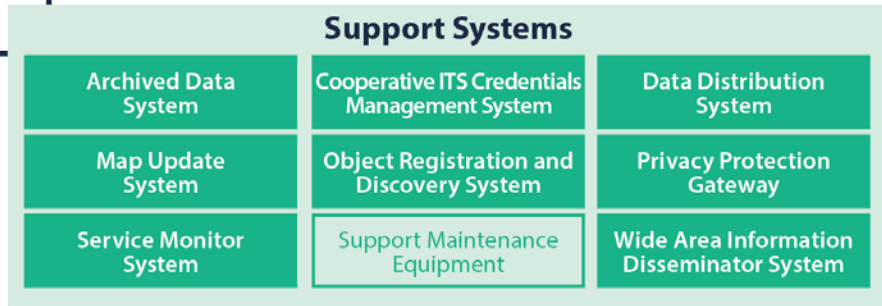 Support Systems
Archived Data
System
Cooperative ITS Credentials
Management System
Data Distribution
System
Map Update
System
Object Registration and
Discovery System
Privacy Protection
Gateway
Service Monitor
System
Support Maintenance
Equipment
Wide Area Information
Disseminator System